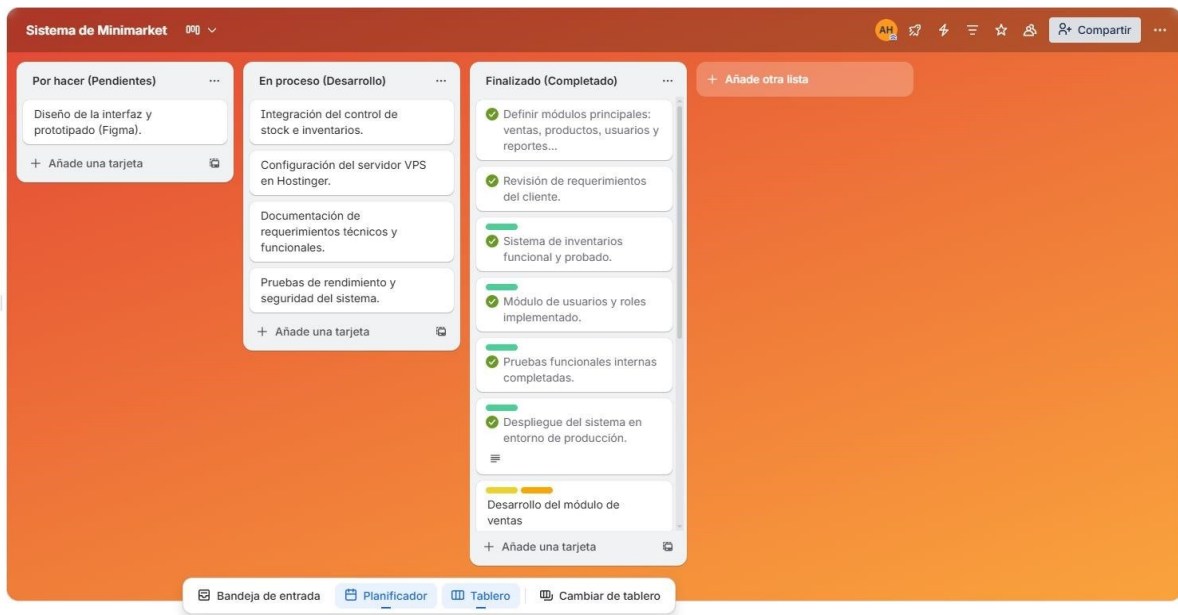 Sistema de Minimarket
AH
Compartir
Por hacer (Pendientes)
Diseño de la interfaz y
prototipado (Figma).
+ Añade una tarjeta
En proceso (Desarrollo)
Integración del control de
stock e inventarios.
Configuración del servidor VPS
en Hostinger.
Documentación de
requerimientos técnicos y
funcionales.
Pruebas de rendimiento y
seguridad del sistema.
+ Añade una tarjeta
Finalizado (Completado)
Definir módulos principales:
ventas, productos, usuarios y
reportes...
Revisión de requerimientos
del cliente.
Sistema de inventarios
funcional y probado.
Módulo de usuarios y roles
implementado.
Pruebas funcionales internas
completadas.
Despliegue del sistema en
entorno de producción.
Desarrollo del módulo de
ventas
+ Añade una tarjeta
+ Añade otra lista
Bandeja de entrada
Planificador
Tablero
Cambiar de tablero